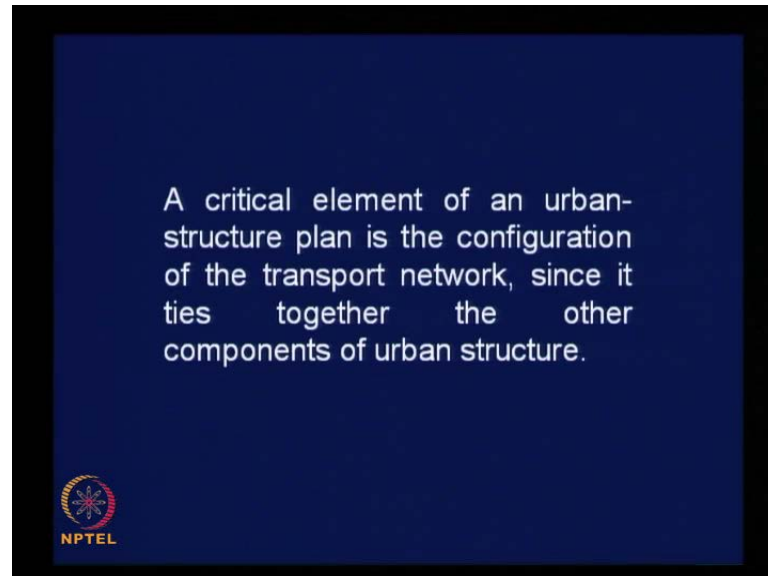 A critical element of an urban-
structure plan is the configuration
of the transport network, since it
ties together the other
components of urban structure.
NPTEL